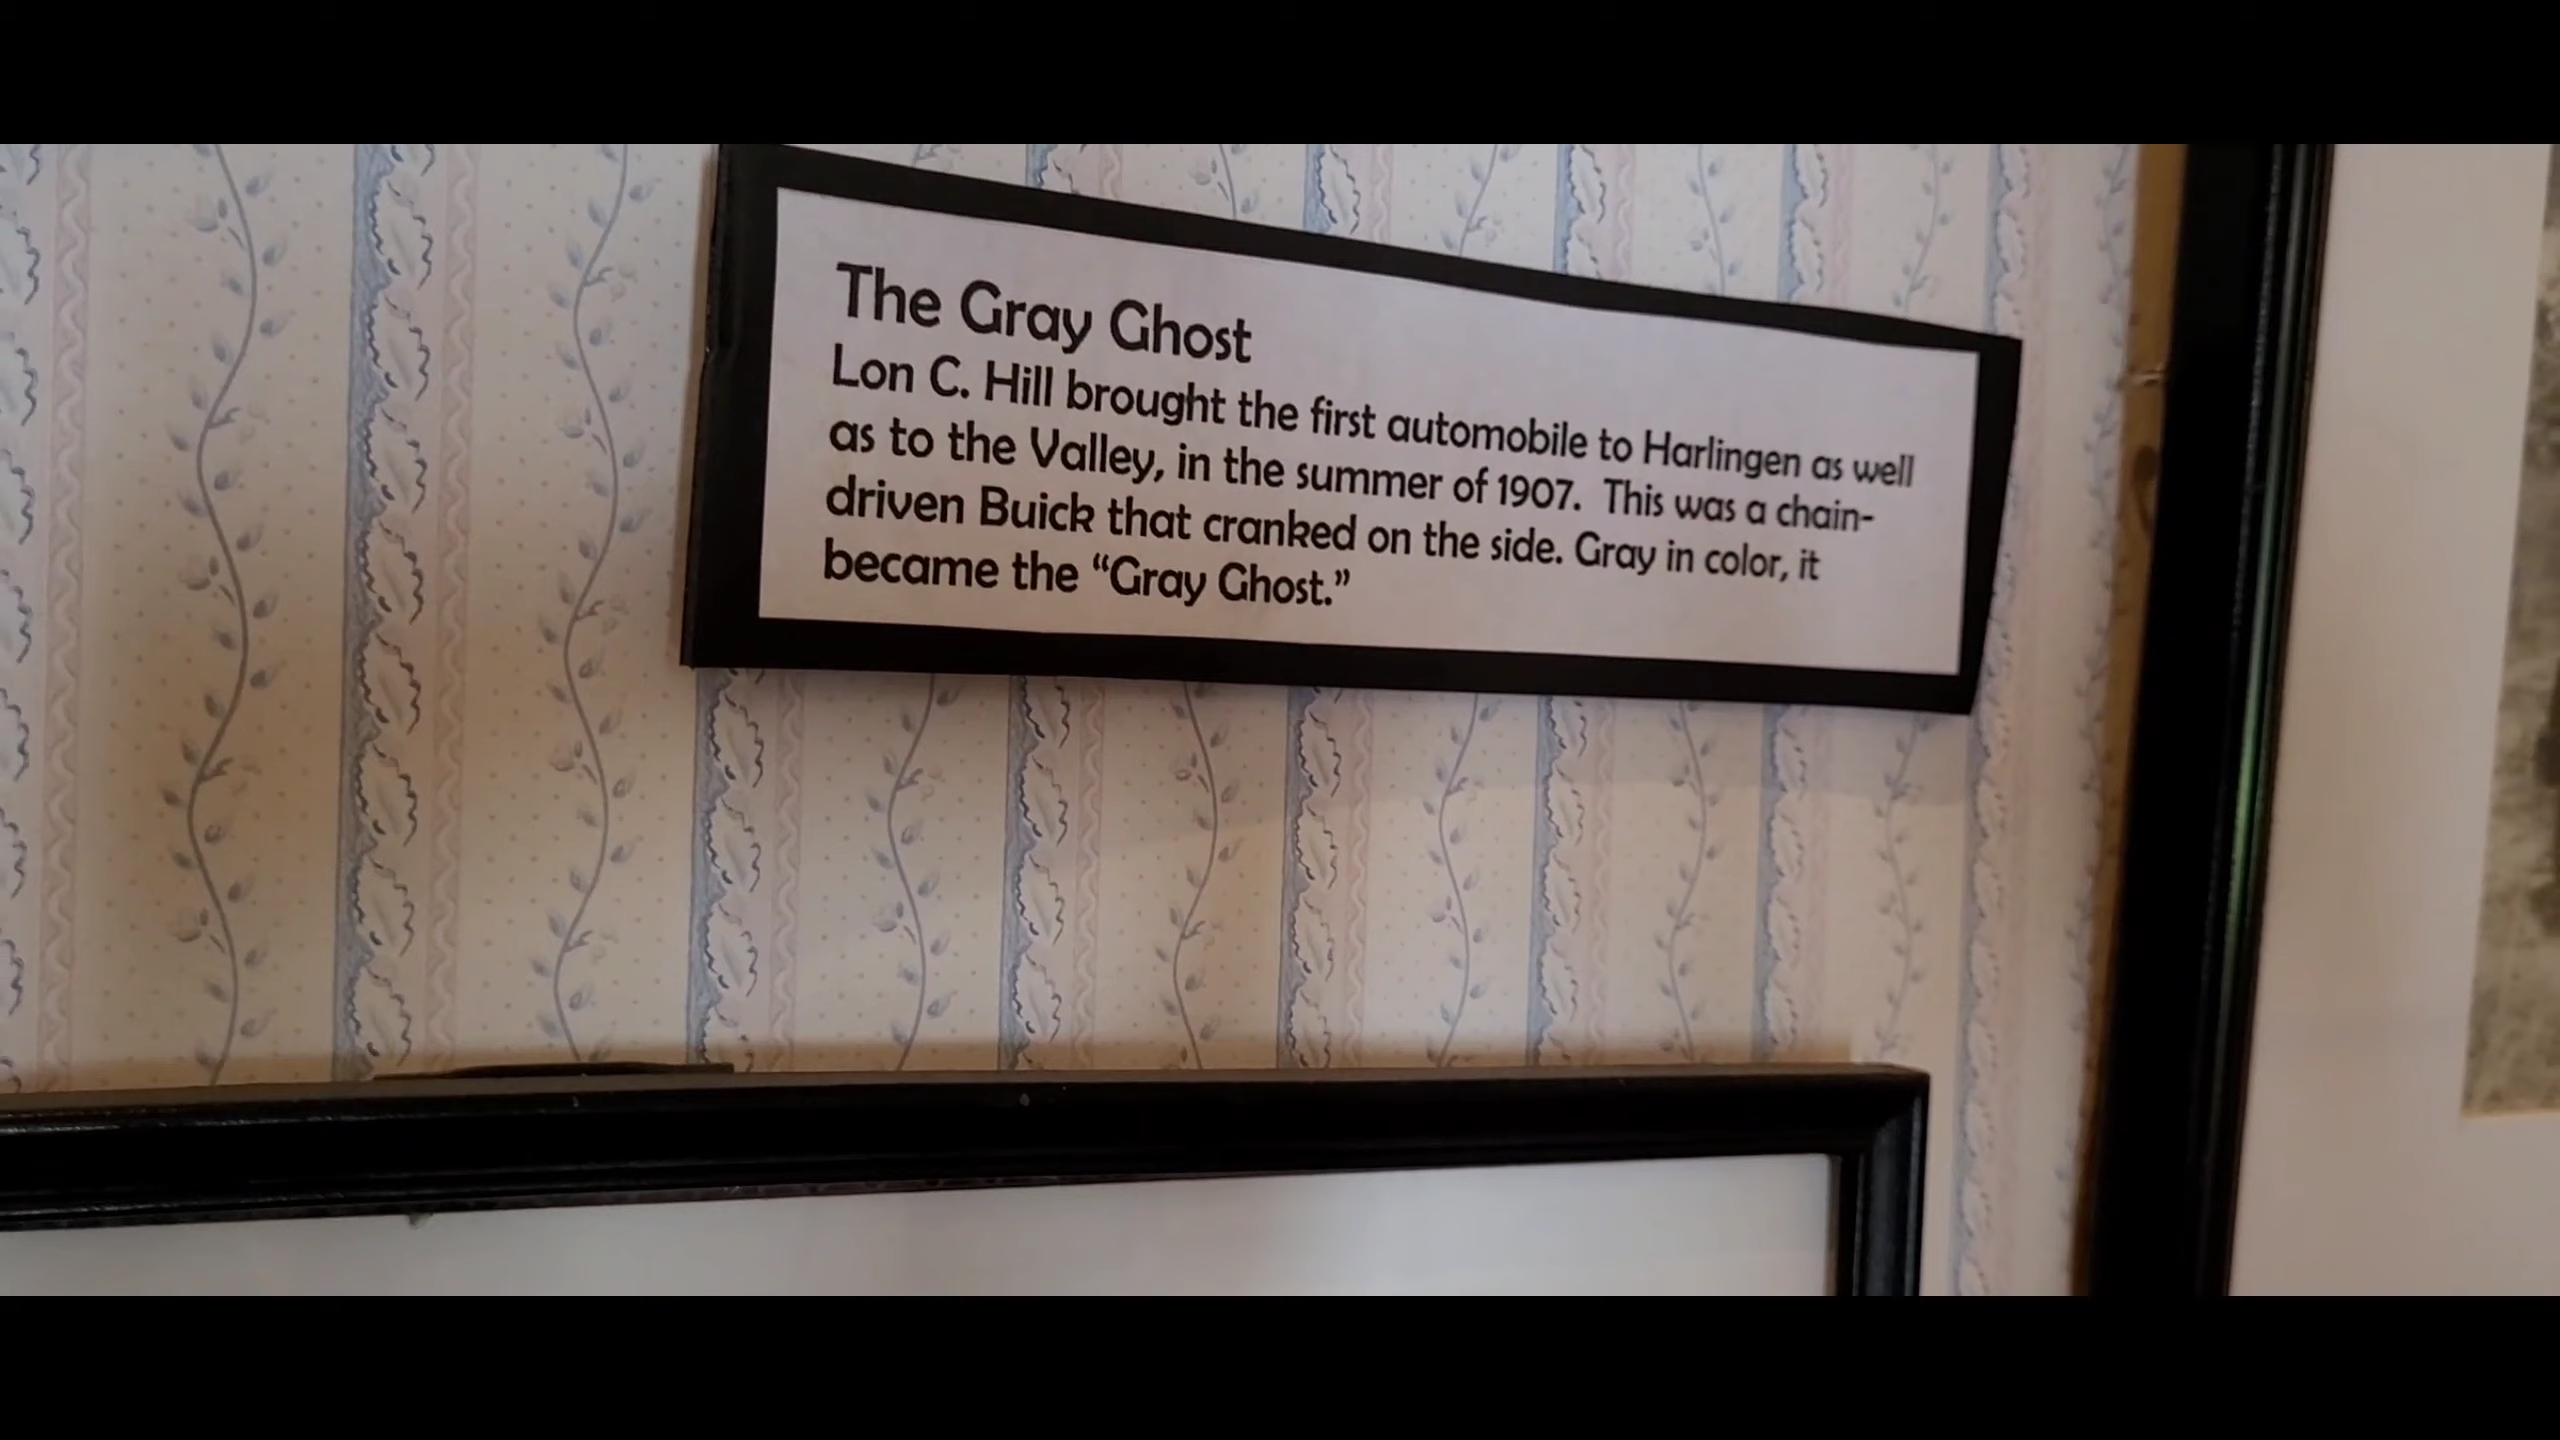 The Gray Ghost
Lon C. Hill brought the first automobile to Harlingen as well
as to the Valley, in the summer of 1907.  This was a chain-
driven Buick that cranked on the side. Gray in color, it
became the “Gray Ghost.”